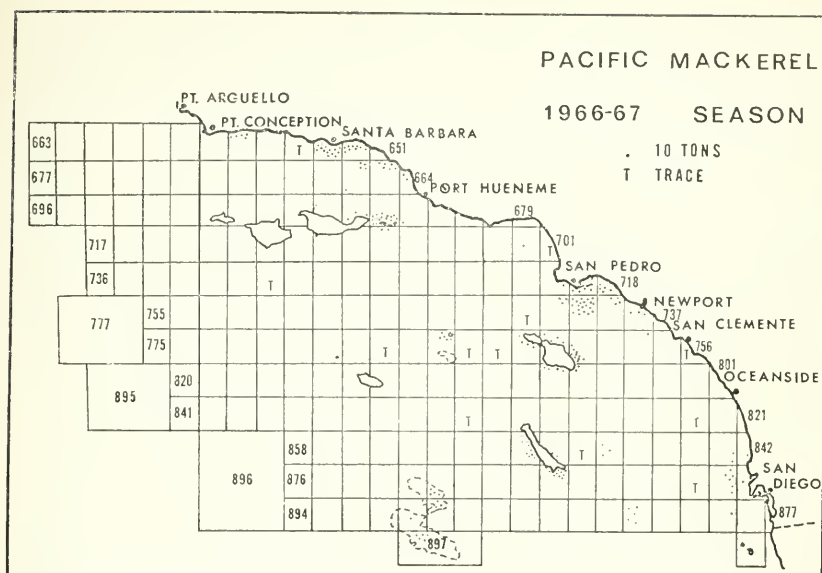 PACIFIC MACKEREL
1966-67 SEASON
. 10 TONS
T TRACE
PT. ARGUELLO
PT. CONCEPTION
SANTA BARBARA
663
T
651
677
664
PORT HUENEME
696
679
717
T
701
SAN PEDRO
736
T
718
NEWPORT
777
755
T
737
SAN CLEMENTE
775
T
T
T
T
756
801
OCEANSIDE
895
820
841
T
T
821
858
T
842
896
876
T
SAN
DIEGO
894
877
897